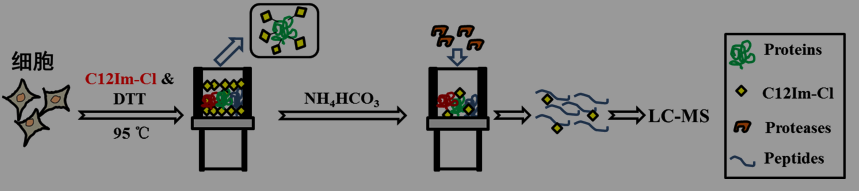 细胞
C12Im-Cl &
DTT
95 ℃
NH₄HCO₃
LC-MS
Proteins
C12Im-Cl
Proteases
Peptides